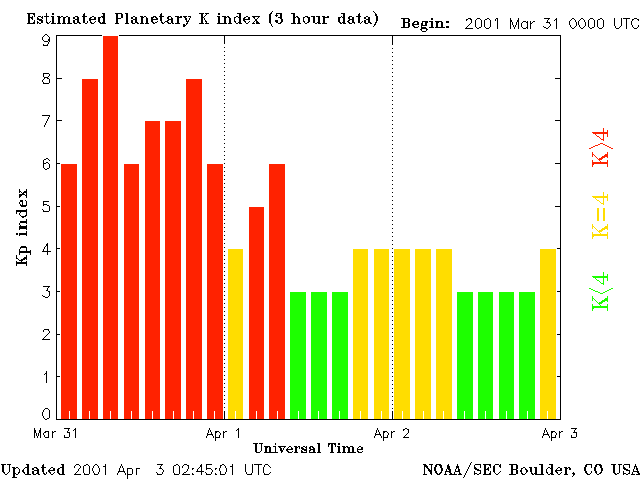 Estimated Planetary K index (3 hour data) Begin: 2001 Mar 31 0000 UTC
9
8
7
6
5
4
3
2
1
0
Kp index
K>4
K=4
K<4
Mar 31 Apr 1 Apr 2 Apr 3
Universal Time
Updated 2001 Apr 3 02:45:01 UTC NOAA/SEC Boulder, CO USA